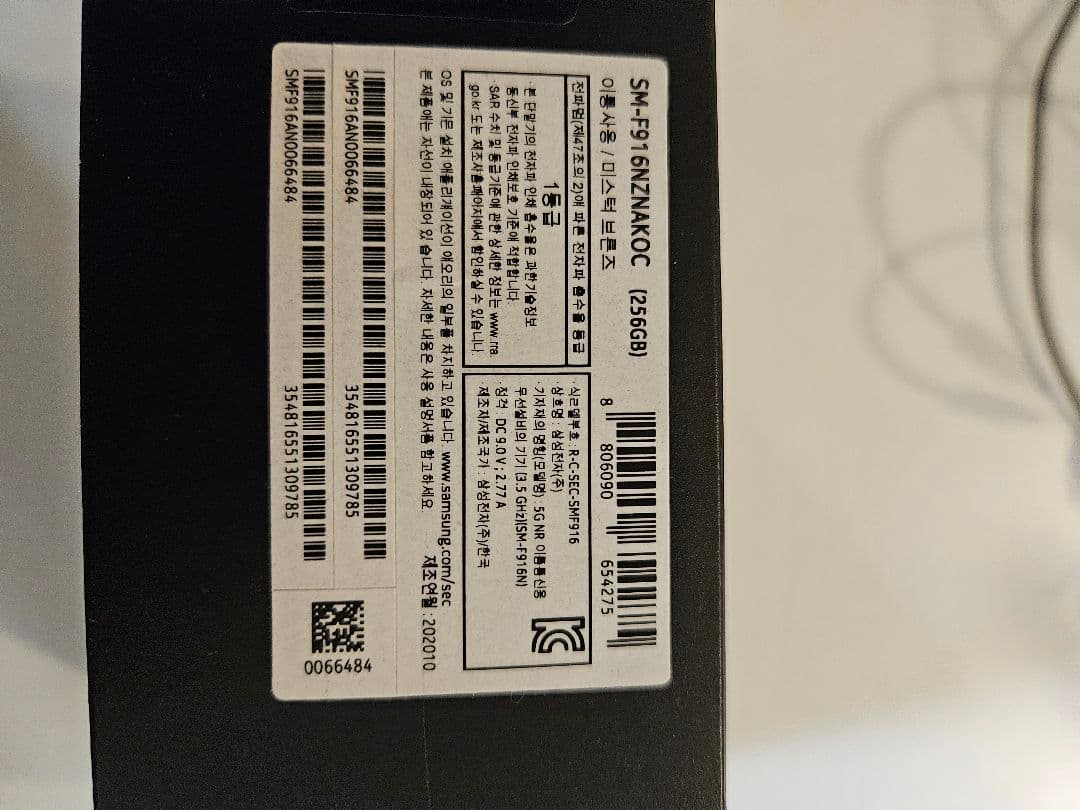 SM-F916NZNAKOC (256GB)
이동사용 / 미스틱 브론즈
8 806090 654275
전파법(제47조의 2)에 따른 전자파 흡수율 등급
1등급
· 본 단말기의 전자파 인체 흡수율은 과학기술정보
통신부 전자파 인체보호 기준에 적합합니다.
· SAR 수치 및 등급기준에 관한 상세한 정보는 www.rra.
go.kr 또는 제조사홈페이지에서 확인하실 수 있습니다.
· 식별부호 : R-C-SEC-SMF916
· 상호명 : 삼성전자(주)
· 기자재의 명칭(모델명) : 5G NR 이동통신용
무선설비의 기기 (3.5 GHz)(SM-F916N)
· 정격 : DC 9.0 V ; 2.77 A
· 제조자/제조국가 : 삼성전자(주)/한국
OS 및 기본 설치 애플리케이션이 메모리의 일부를 차지하고 있습니다. www.samsung.com/sec
본 제품에는 자석이 내장되어 있습니다. 자세한 내용은 사용 설명서를 참고하세요.
제조연월 : 202010
SMF916AN0066484
354816551309785
SMF916AN0066484
354816551309785
0066484